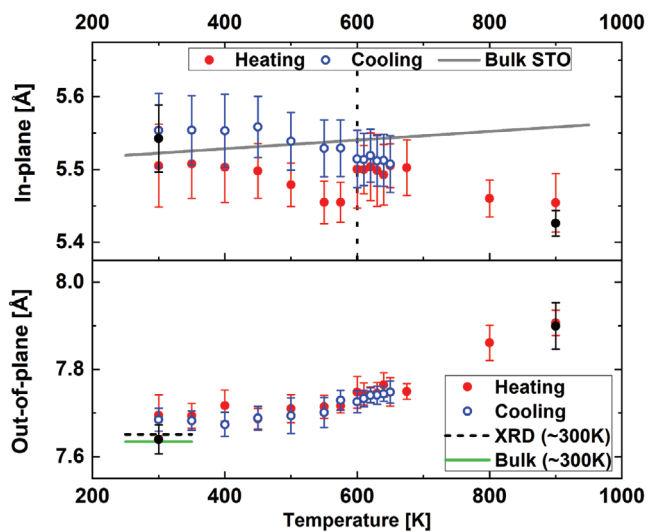 200 400 600 800 1000
Heating Cooling Bulk STO
In-plane [Å]
5.6
5.5
5.4
Out-of-plane [Å]
8.0
7.8
7.6
Heating
Cooling
XRD (~300K)
Bulk (~300K)
200 400 600 800 1000
Temperature [K]